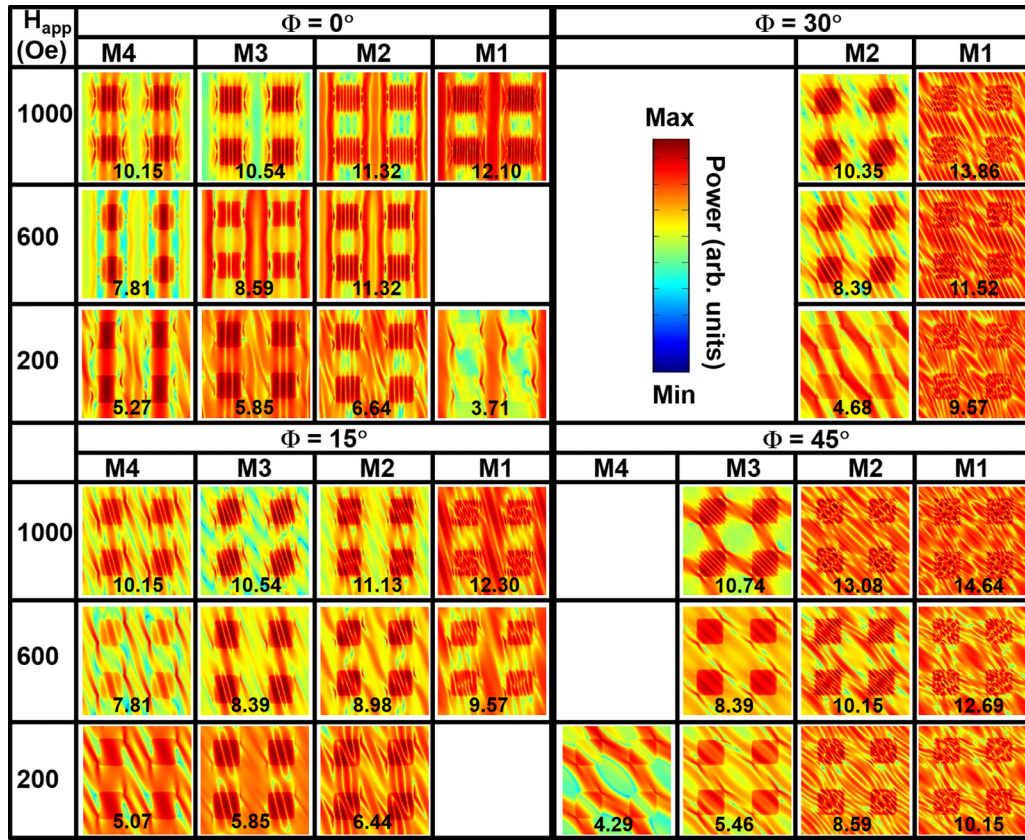 H_app Φ = 0° Φ = 30°
(Oe) M4 M3 M2 M1 M2 M1
1000 10.15 10.54 11.32 12.10 10.35 13.86
600 7.81 8.59 11.32 8.39 11.52
200 5.27 5.85 6.64 3.71 4.68 9.57
Max
Power (arb. units)
Min
Φ = 15° Φ = 45°
M4 M3 M2 M1 M4 M3 M2 M1
1000 10.15 10.54 11.13 12.30 10.74 13.08 14.64
600 7.81 8.39 8.98 9.57 8.39 10.15 12.69
200 5.07 5.85 6.44 4.29 5.46 8.59 10.15